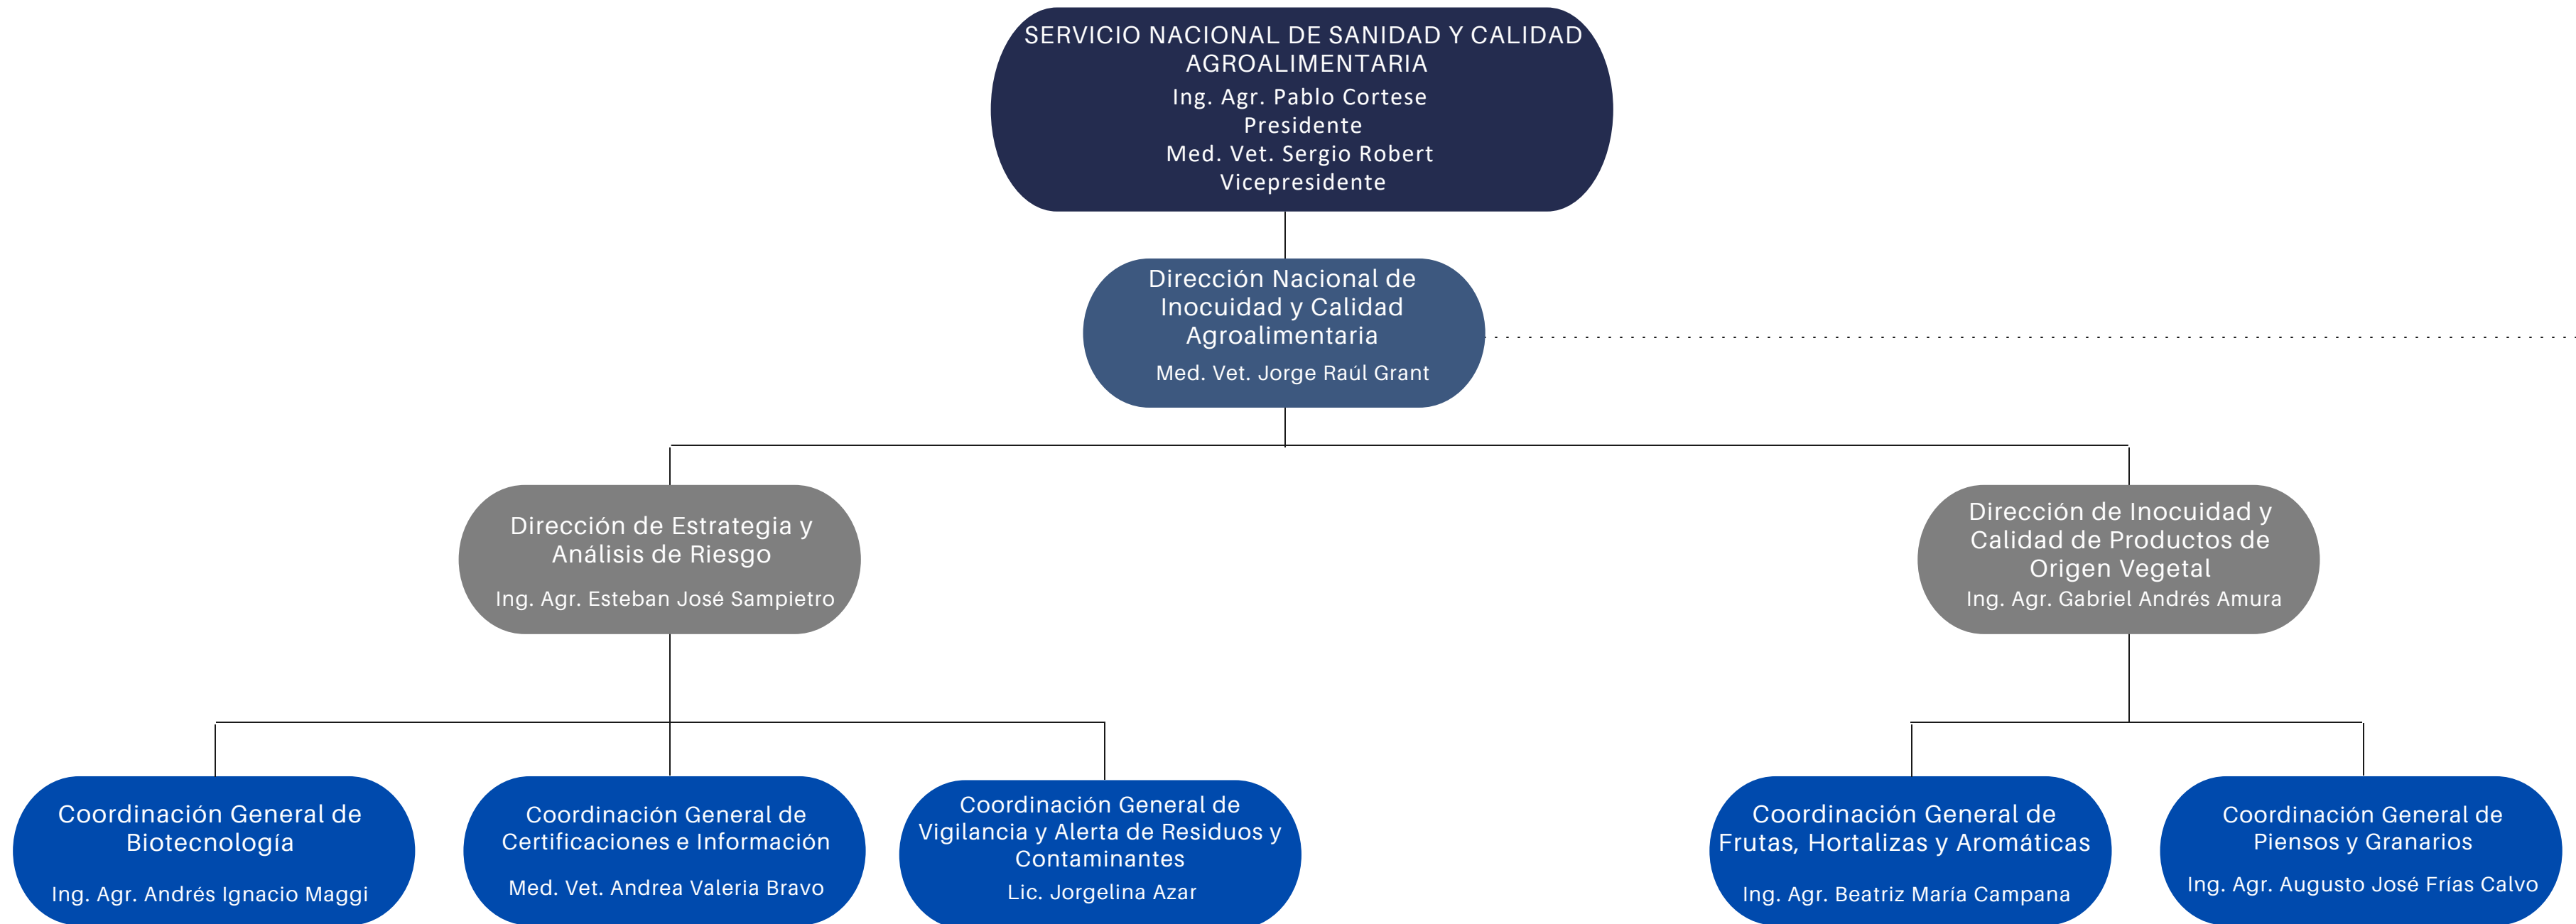 SERVICIO NACIONAL DE SANIDAD Y CALIDAD
AGROALIMENTARIA
Ing. Agr. Pablo Cortese
Presidente
Med. Vet. Sergio Robert
Vicepresidente
Dirección Nacional de
Inocuidad y Calidad
Agroalimentaria
Med. Vet. Jorge Raúl Grant
Dirección de Estrategia y
Análisis de Riesgo
Ing. Agr. Esteban José Sampietro
Dirección de Inocuidad y
Calidad de Productos de
Origen Vegetal
Ing. Agr. Gabriel Andrés Amura
Coordinación General de
Biotecnología
Ing. Agr. Andrés Ignacio Maggi
Coordinación General de
Certificaciones e Información
Med. Vet. Andrea Valeria Bravo
Coordinación General de
Vigilancia y Alerta de Residuos y
Contaminantes
Lic. Jorgelina Azar
Coordinación General de
Frutas, Hortalizas y Aromáticas
Ing. Agr. Beatriz María Campana
Coordinación General de
Piensos y Granarios
Ing. Agr. Augusto José Frías Calvo